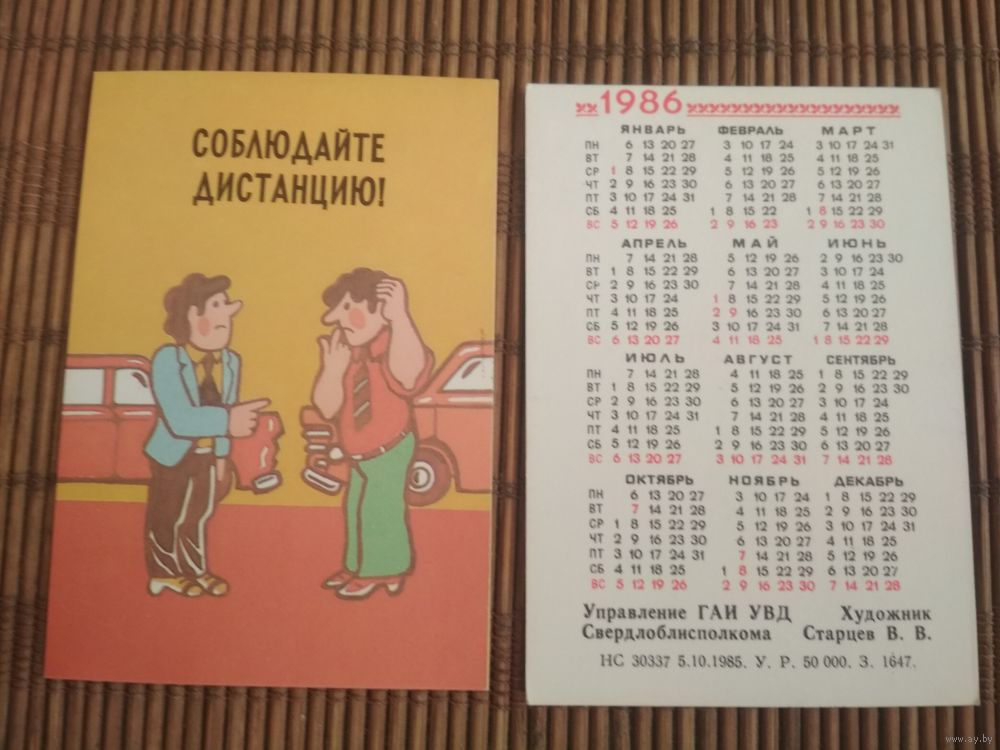 СОБЛЮДАЙТЕ
ДИСТАНЦИЮ!
1986
ЯНВАРЬ ФЕВРАЛЬ МАРТ
ПН 6 13 20 27 3 10 17 24 3 10 17 24 31
ВТ 7 14 21 28 4 11 18 25 4 11 18 25
СР 1 8 15 22 29 5 12 19 26 5 12 19 26
ЧТ 2 9 16 23 30 6 13 20 27 6 13 20 27
ПТ 3 10 17 24 31 7 14 21 28 7 14 21 28
СБ 4 11 18 25 1 8 15 22 1 8 15 22 29
ВС 5 12 19 26 2 9 16 23 2 9 16 23 30
АПРЕЛЬ МАЙ ИЮНЬ
ПН 7 14 21 28 5 12 19 26 2 9 16 23 30
ВТ 1 8 15 22 29 6 13 20 27 3 10 17 24
СР 2 9 16 23 30 7 14 21 28 4 11 18 25
ЧТ 3 10 17 24 1 8 15 22 29 5 12 19 26
ПТ 4 11 18 25 2 9 16 23 30 6 13 20 27
СБ 5 12 19 26 3 10 17 24 31 7 14 21 28
ВС 6 13 20 27 4 11 18 25 1 8 15 22 29
ИЮЛЬ АВГУСТ СЕНТЯБРЬ
ПН 7 14 21 28 4 11 18 25 1 8 15 22 29
ВТ 1 8 15 22 29 5 12 19 26 2 9 16 23 30
СР 2 9 16 23 30 6 13 20 27 3 10 17 24
ЧТ 3 10 17 24 31 7 14 21 28 4 11 18 25
ПТ 4 11 18 25 1 8 15 22 29 5 12 19 26
СБ 5 12 19 26 2 9 16 23 30 6 13 20 27
ВС 6 13 20 27 3 10 17 24 31 7 14 21 28
ОКТЯБРЬ НОЯБРЬ ДЕКАБРЬ
ПН 6 13 20 27 3 10 17 24 1 8 15 22 29
ВТ 7 14 21 28 4 11 18 25 2 9 16 23 30
СР 1 8 15 22 29 5 12 19 26 3 10 17 24 31
ЧТ 2 9 16 23 30 6 13 20 27 4 11 18 25
ПТ 3 10 17 24 31 7 14 21 28 5 12 19 26
СБ 4 11 18 25 1 8 15 22 29 6 13 20 27
ВС 5 12 19 26 2 9 16 23 30 7 14 21 28
Управление ГАИ УВД Художник
Свердлоблисполкома Старцев В. В.
НС 30337 5.10.1985. У. Р. 50 000. З. 1647.
www.ay.by